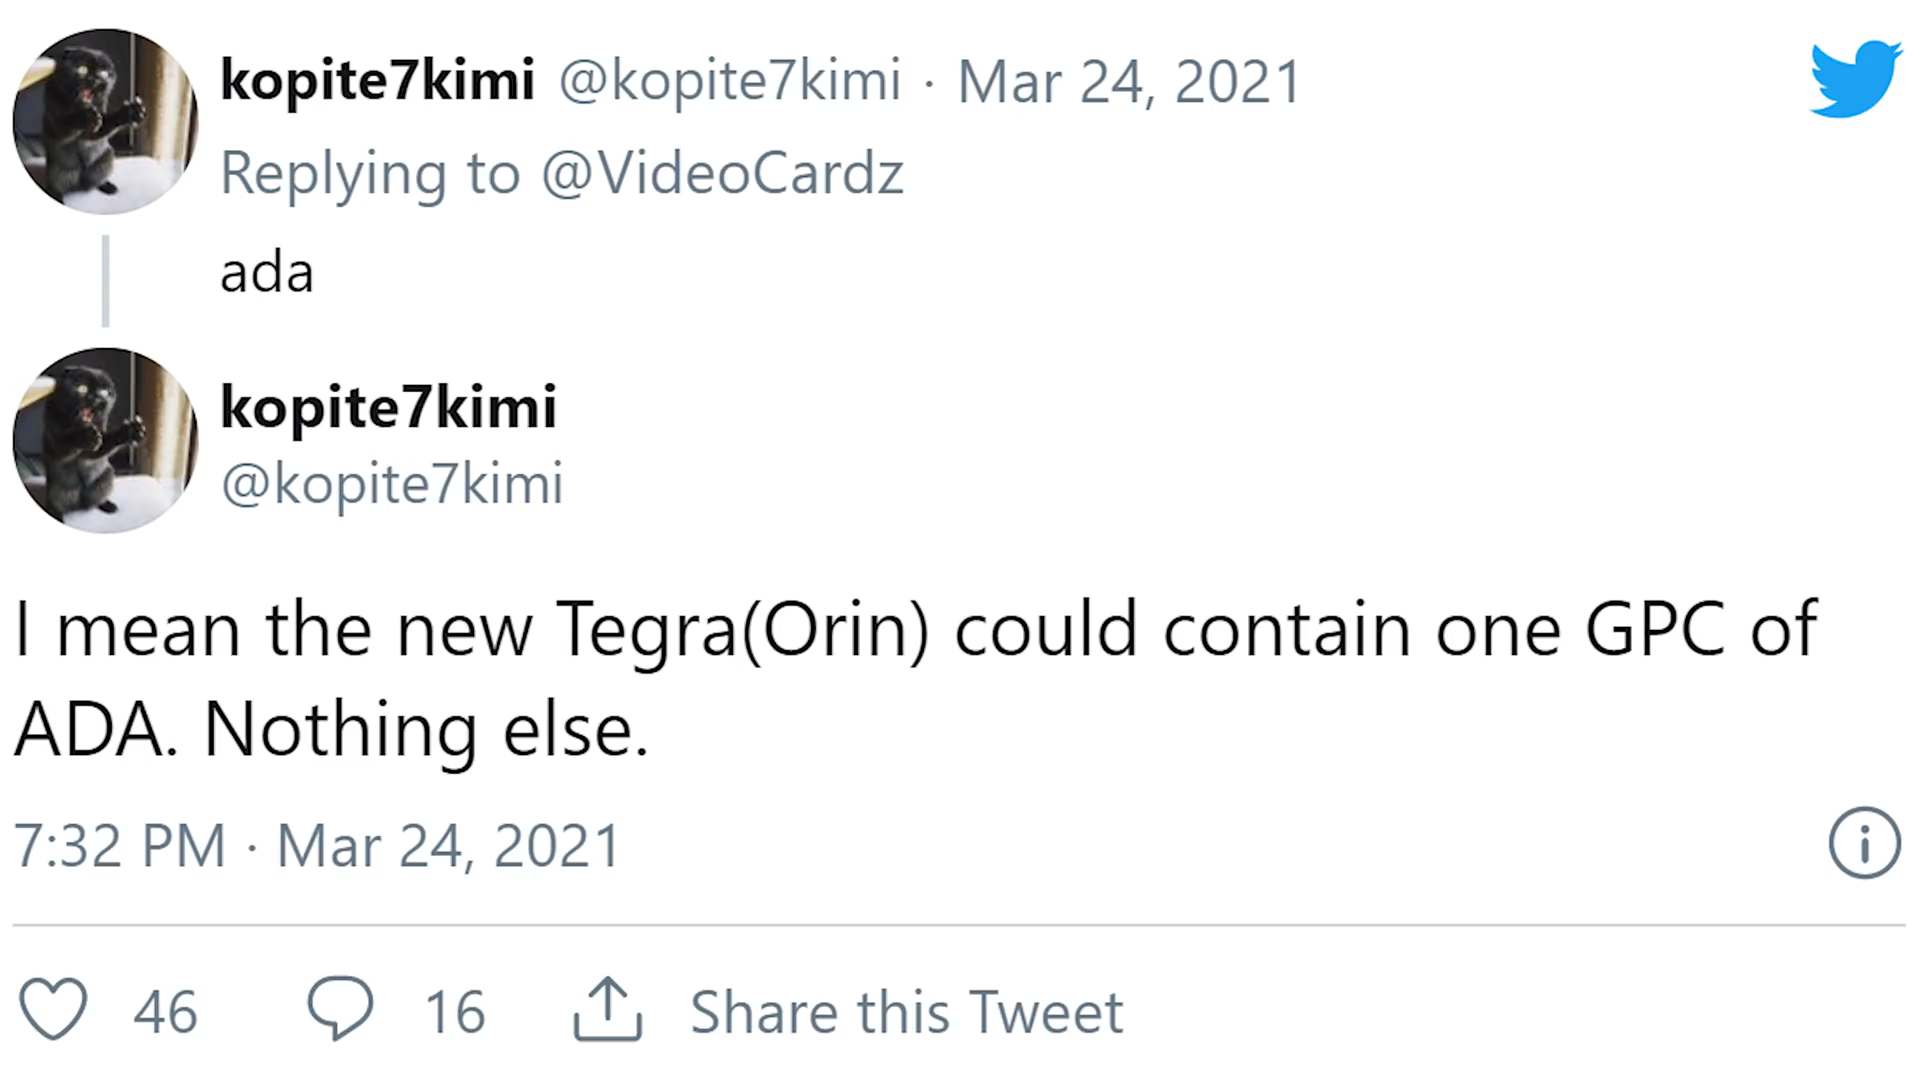 kopite7kimi @kopite7kimi · Mar 24, 2021
Replying to @VideoCardz
ada
kopite7kimi
@kopite7kimi
I mean the new Tegra(Orin) could contain one GPC of
ADA. Nothing else.
7:32 PM · Mar 24, 2021
46 16 Share this Tweet